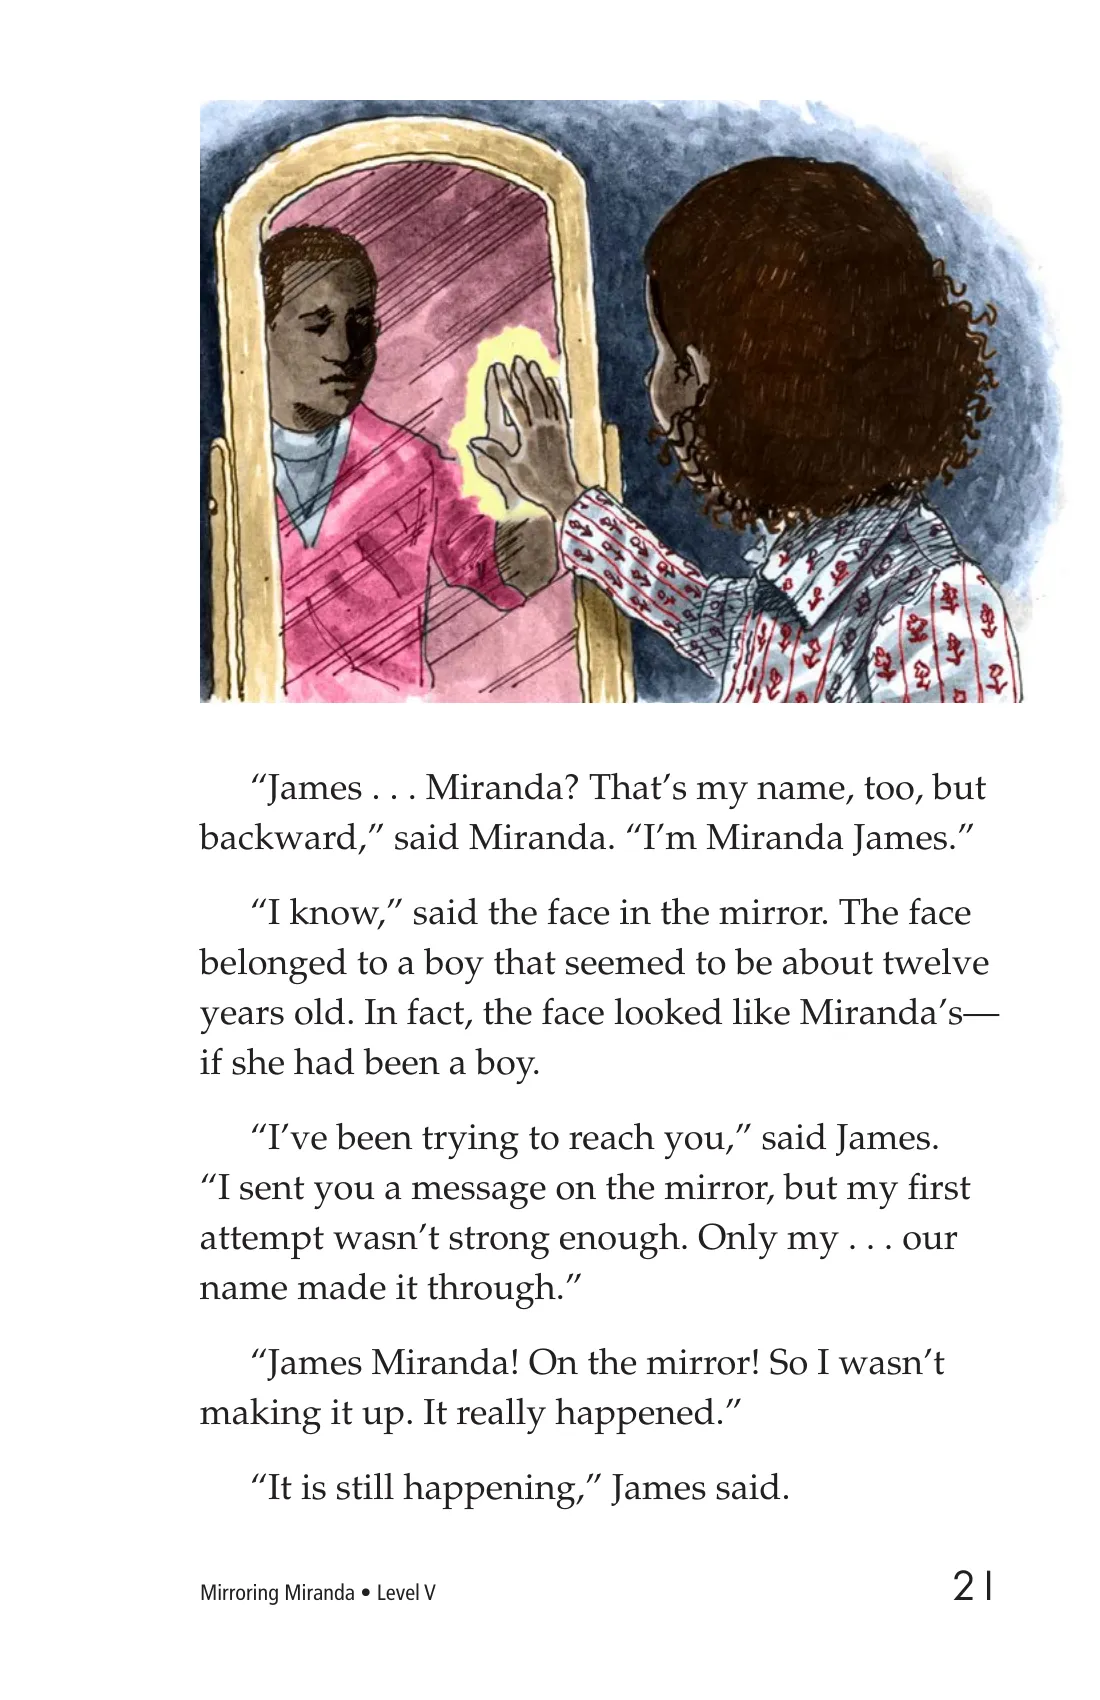 “James . . . Miranda? That’s my name, too, but
backward,” said Miranda. “I’m Miranda James.”
“I know,” said the face in the mirror. The face
belonged to a boy that seemed to be about twelve
years old. In fact, the face looked like Miranda’s—
if she had been a boy.
“I’ve been trying to reach you,” said James.
“I sent you a message on the mirror, but my first
attempt wasn’t strong enough. Only my . . . our
name made it through.”
“James Miranda! On the mirror! So I wasn’t
making it up. It really happened.”
“It is still happening,” James said.
Mirroring Miranda • Level V
21